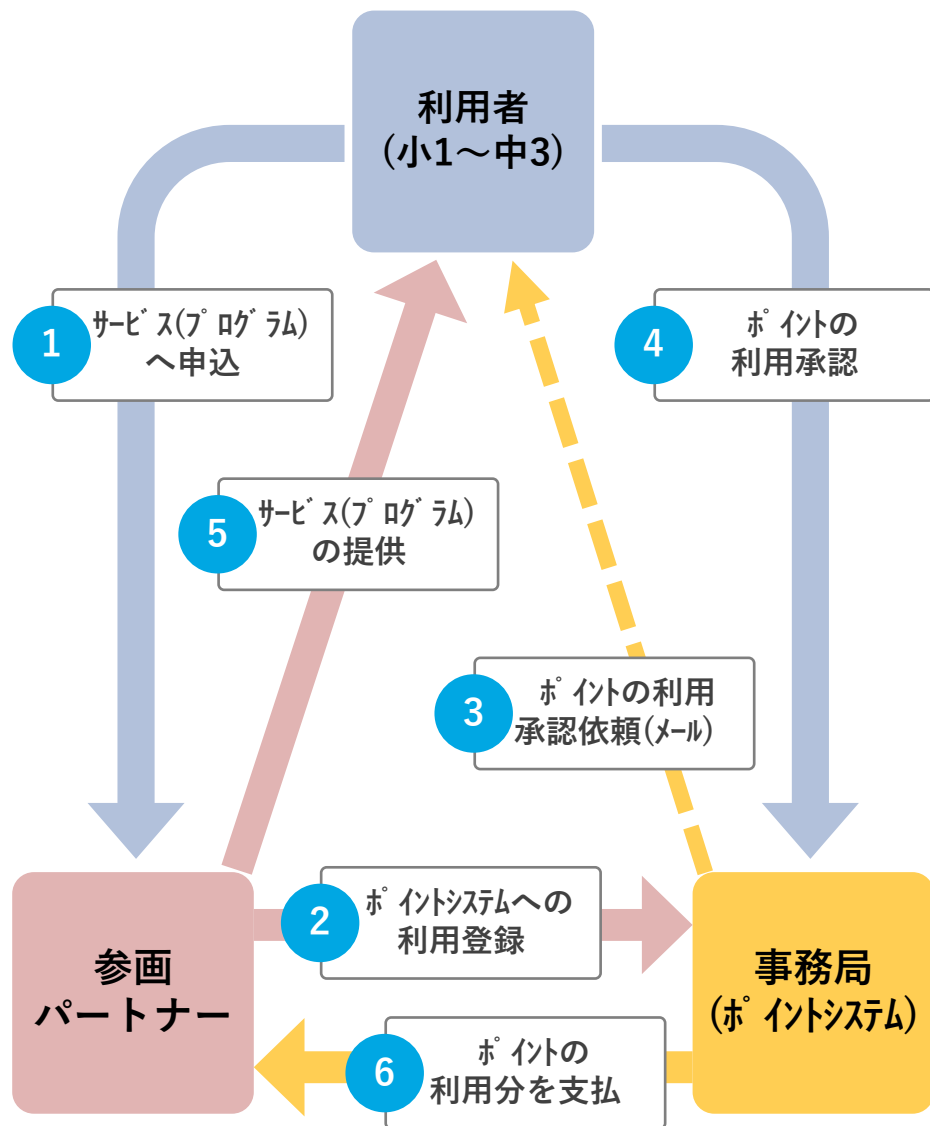 利用者
(小1～中3)
1
ｻｰﾋﾞｽ(ﾌﾟﾛｸﾞﾗﾑ)
へ申込
4
ﾎﾟｲﾝﾄの
利用承認
5
ｻｰﾋﾞｽ(ﾌﾟﾛｸﾞﾗﾑ)
の提供
3
ﾎﾟｲﾝﾄの利用
承認依頼(ﾒｰﾙ)
2
ﾎﾟｲﾝﾄｼｽﾃﾑへの
利用登録
参画
パートナー
事務局
(ﾎﾟｲﾝﾄｼｽﾃﾑ)
6
ﾎﾟｲﾝﾄの
利用分を支払